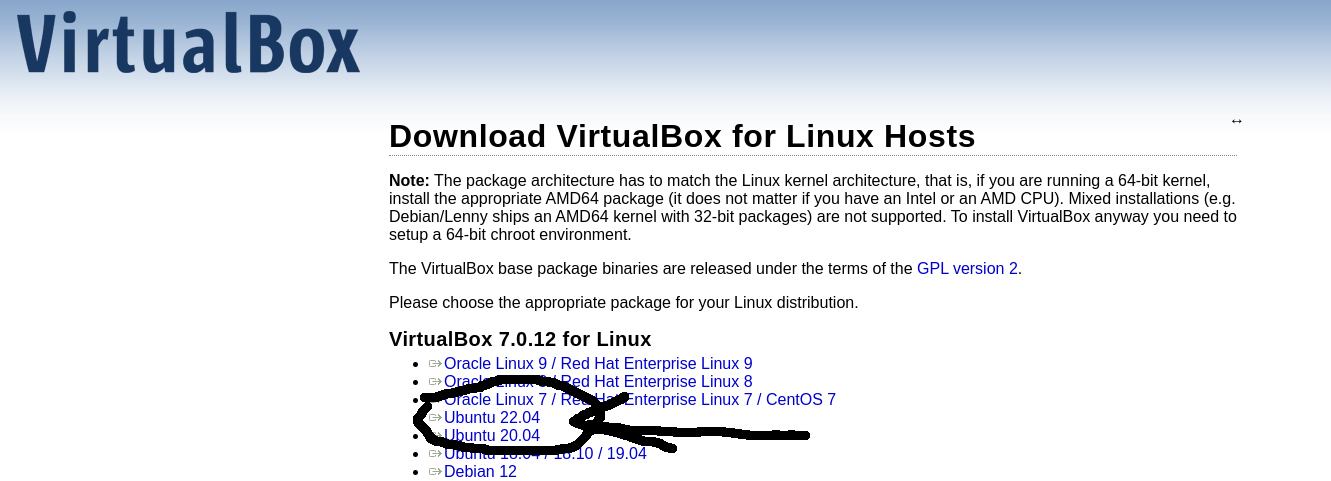 VirtualBox
Download VirtualBox for Linux Hosts
↔
Note: The package architecture has to match the Linux kernel architecture, that is, if you are running a 64-bit kernel,
install the appropriate AMD64 package (it does not matter if you have an Intel or an AMD CPU). Mixed installations (e.g.
Debian/Lenny ships an AMD64 kernel with 32-bit packages) are not supported. To install VirtualBox anyway you need to
setup a 64-bit chroot environment.
The VirtualBox base package binaries are released under the terms of the GPL version 2.
Please choose the appropriate package for your Linux distribution.
VirtualBox 7.0.12 for Linux
Oracle Linux 9 / Red Hat Enterprise Linux 9
Oracle Linux 8 / Red Hat Enterprise Linux 8
Oracle Linux 7 / Red Hat Enterprise Linux 7 / CentOS 7
Ubuntu 22.04
Ubuntu 20.04
Ubuntu 18.04 / 18.10 / 19.04
Debian 12